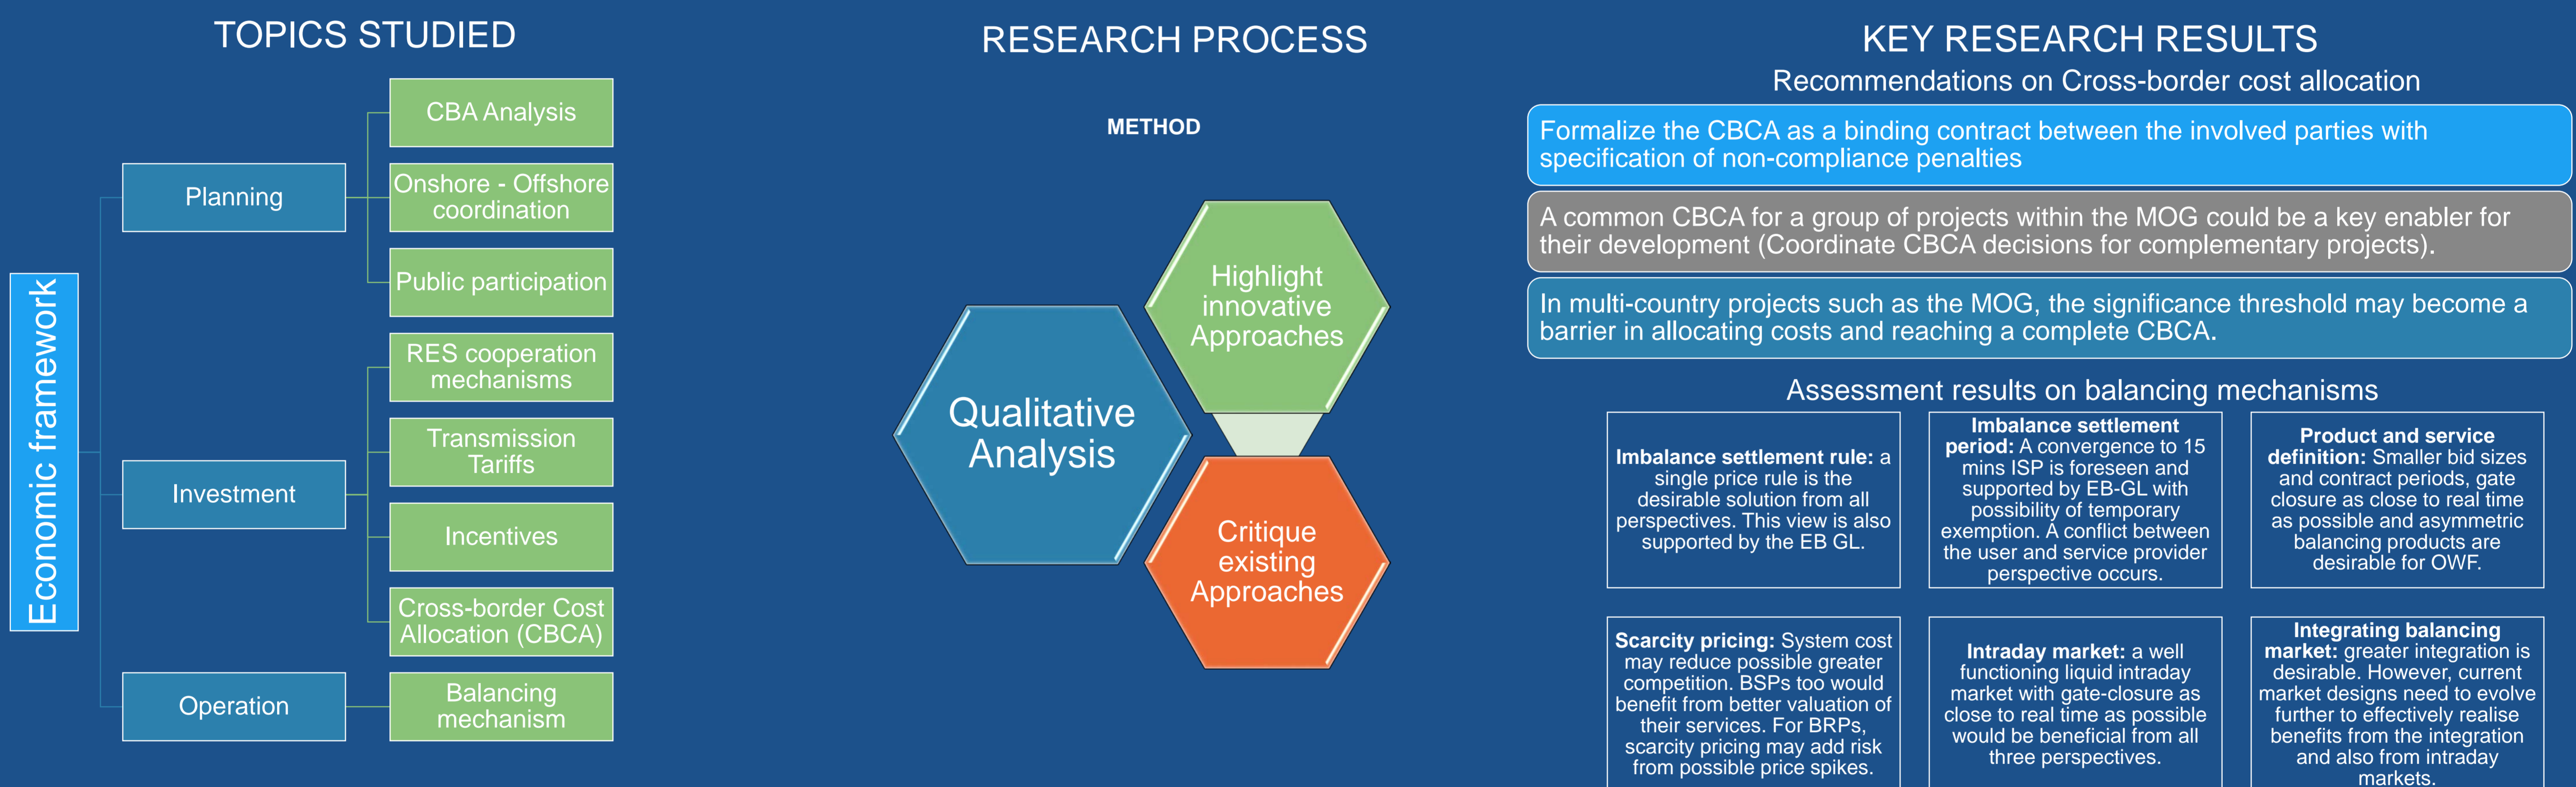 TOPICS STUDIED
Economic framework
Planning
CBA Analysis
Onshore - Offshore
coordination
Public participation
Investment
RES cooperation
mechanisms
Transmission
Tariffs
Incentives
Cross-border Cost
Allocation (CBCA)
Operation
Balancing
mechanism
RESEARCH PROCESS
METHOD
Qualitative
Analysis
Highlight
innovative
Approaches
Critique
existing
Approaches
KEY RESEARCH RESULTS
Recommendations on Cross-border cost allocation
Formalize the CBCA as a binding contract between the involved parties with
specification of non-compliance penalties
A common CBCA for a group of projects within the MOG could be a key enabler for
their development (Coordinate CBCA decisions for complementary projects).
In multi-country projects such as the MOG, the significance threshold may become a
barrier in allocating costs and reaching a complete CBCA.
Assessment results on balancing mechanisms
Imbalance settlement rule: a
single price rule is the
desirable solution from all
perspectives. This view is also
supported by the EB GL.
Imbalance settlement
period: A convergence to 15
mins ISP is foreseen and
supported by EB-GL with
possibility of temporary
exemption. A conflict between
the user and service provider
perspective occurs.
Product and service
definition: Smaller bid sizes
and contract periods, gate
closure as close to real time
as possible and asymmetric
balancing products are
desirable for OWF.
Scarcity pricing: System cost
may reduce possible greater
competition. BSPs too would
benefit from better valuation of
their services. For BRPs,
scarcity pricing may add risk
from possible price spikes.
Intraday market: a well
functioning liquid intraday
market with gate-closure as
close to real time as possible
would be beneficial from all
three perspectives.
Integrating balancing
market: greater integration is
desirable. However, current
market designs need to evolve
further to effectively realise
benefits from the integration
and also from intraday
markets.